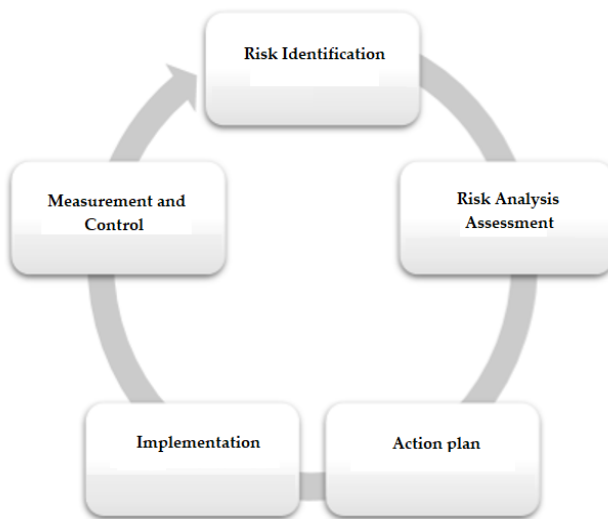 Risk Identification
Risk Analysis
Assessment
Action plan
Implementation
Measurement and
Control